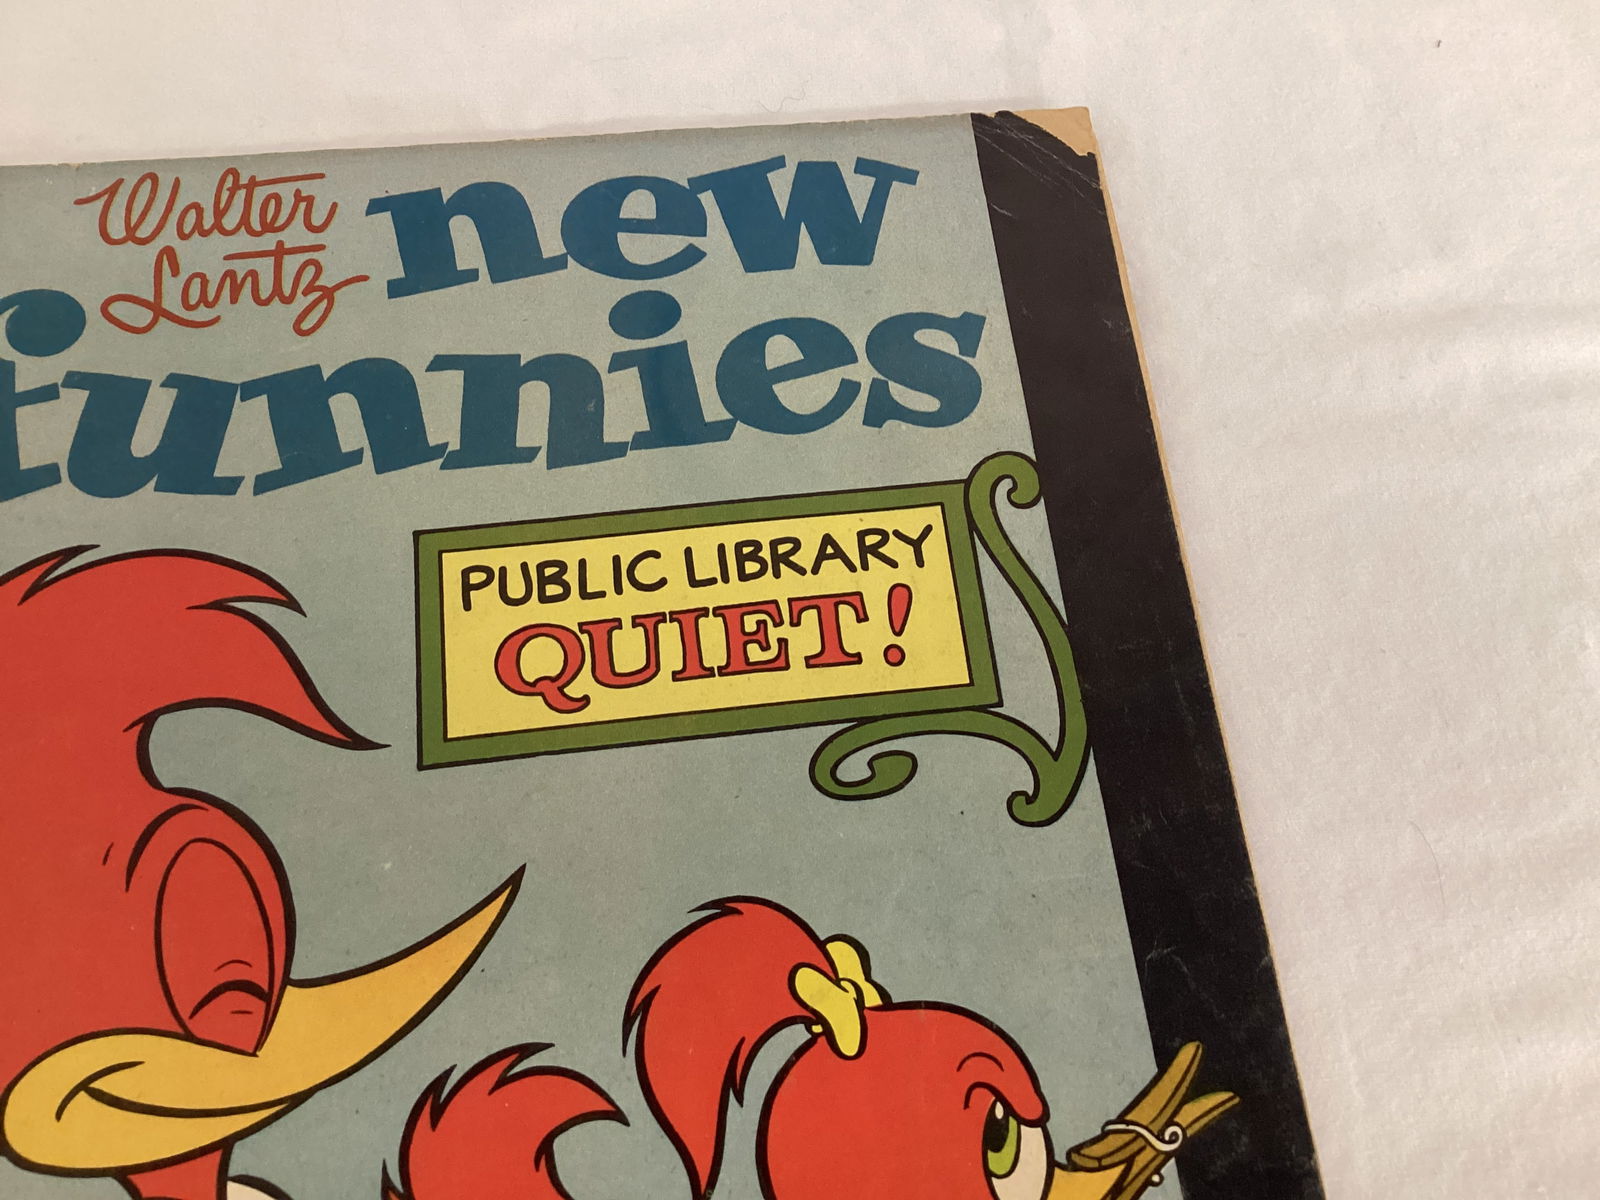 Walter
Lantz
new
funnies
PUBLIC LIBRARY
QUIET!